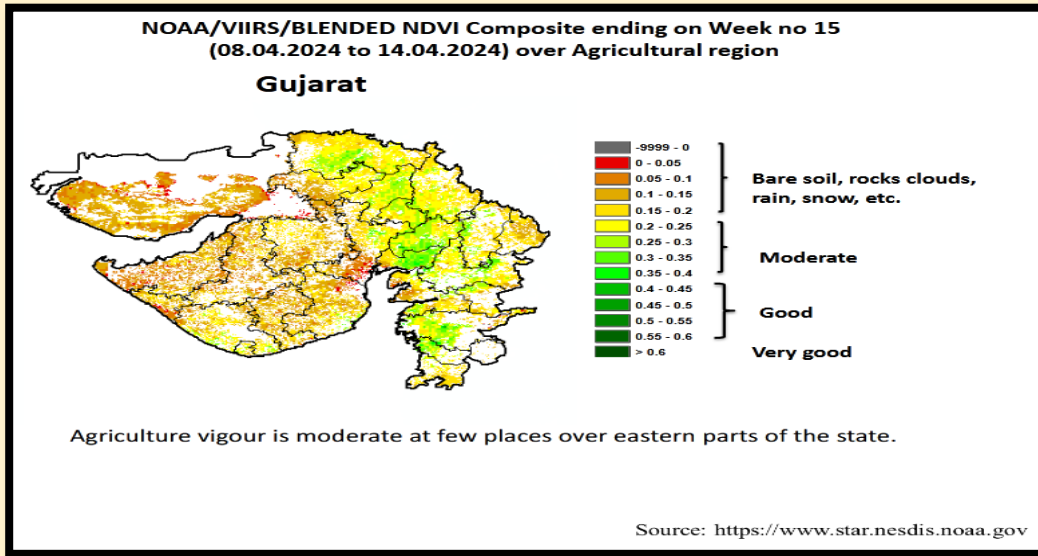 NOAA/VIIRS/BLENDED NDVI Composite ending on Week no 15
(08.04.2024 to 14.04.2024) over Agricultural region
Gujarat
-9999 - 0
0 - 0.05
0.05 - 0.1
0.1 - 0.15
0.15 - 0.2
0.2 - 0.25
0.25 - 0.3
0.3 - 0.35
0.35 - 0.4
0.4 - 0.45
0.45 - 0.5
0.5 - 0.55
0.55 - 0.6
> 0.6
Bare soil, rocks clouds,
rain, snow, etc.
Moderate
Good
Very good
Agriculture vigour is moderate at few places over eastern parts of the state.
Source: https://www.star.nesdis.noaa.gov